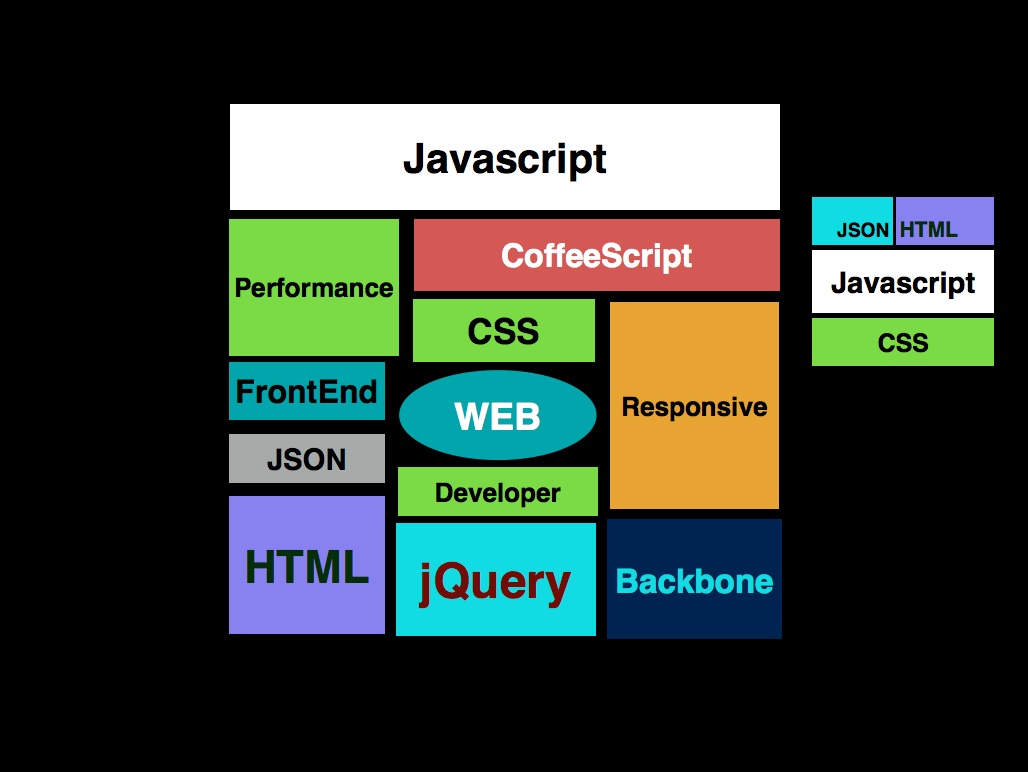 Javascript
Performance
CoffeeScript
CSS
FrontEnd
WEB
Responsive
JSON
Developer
HTML
jQuery
Backbone
JSON
HTML
Javascript
CSS